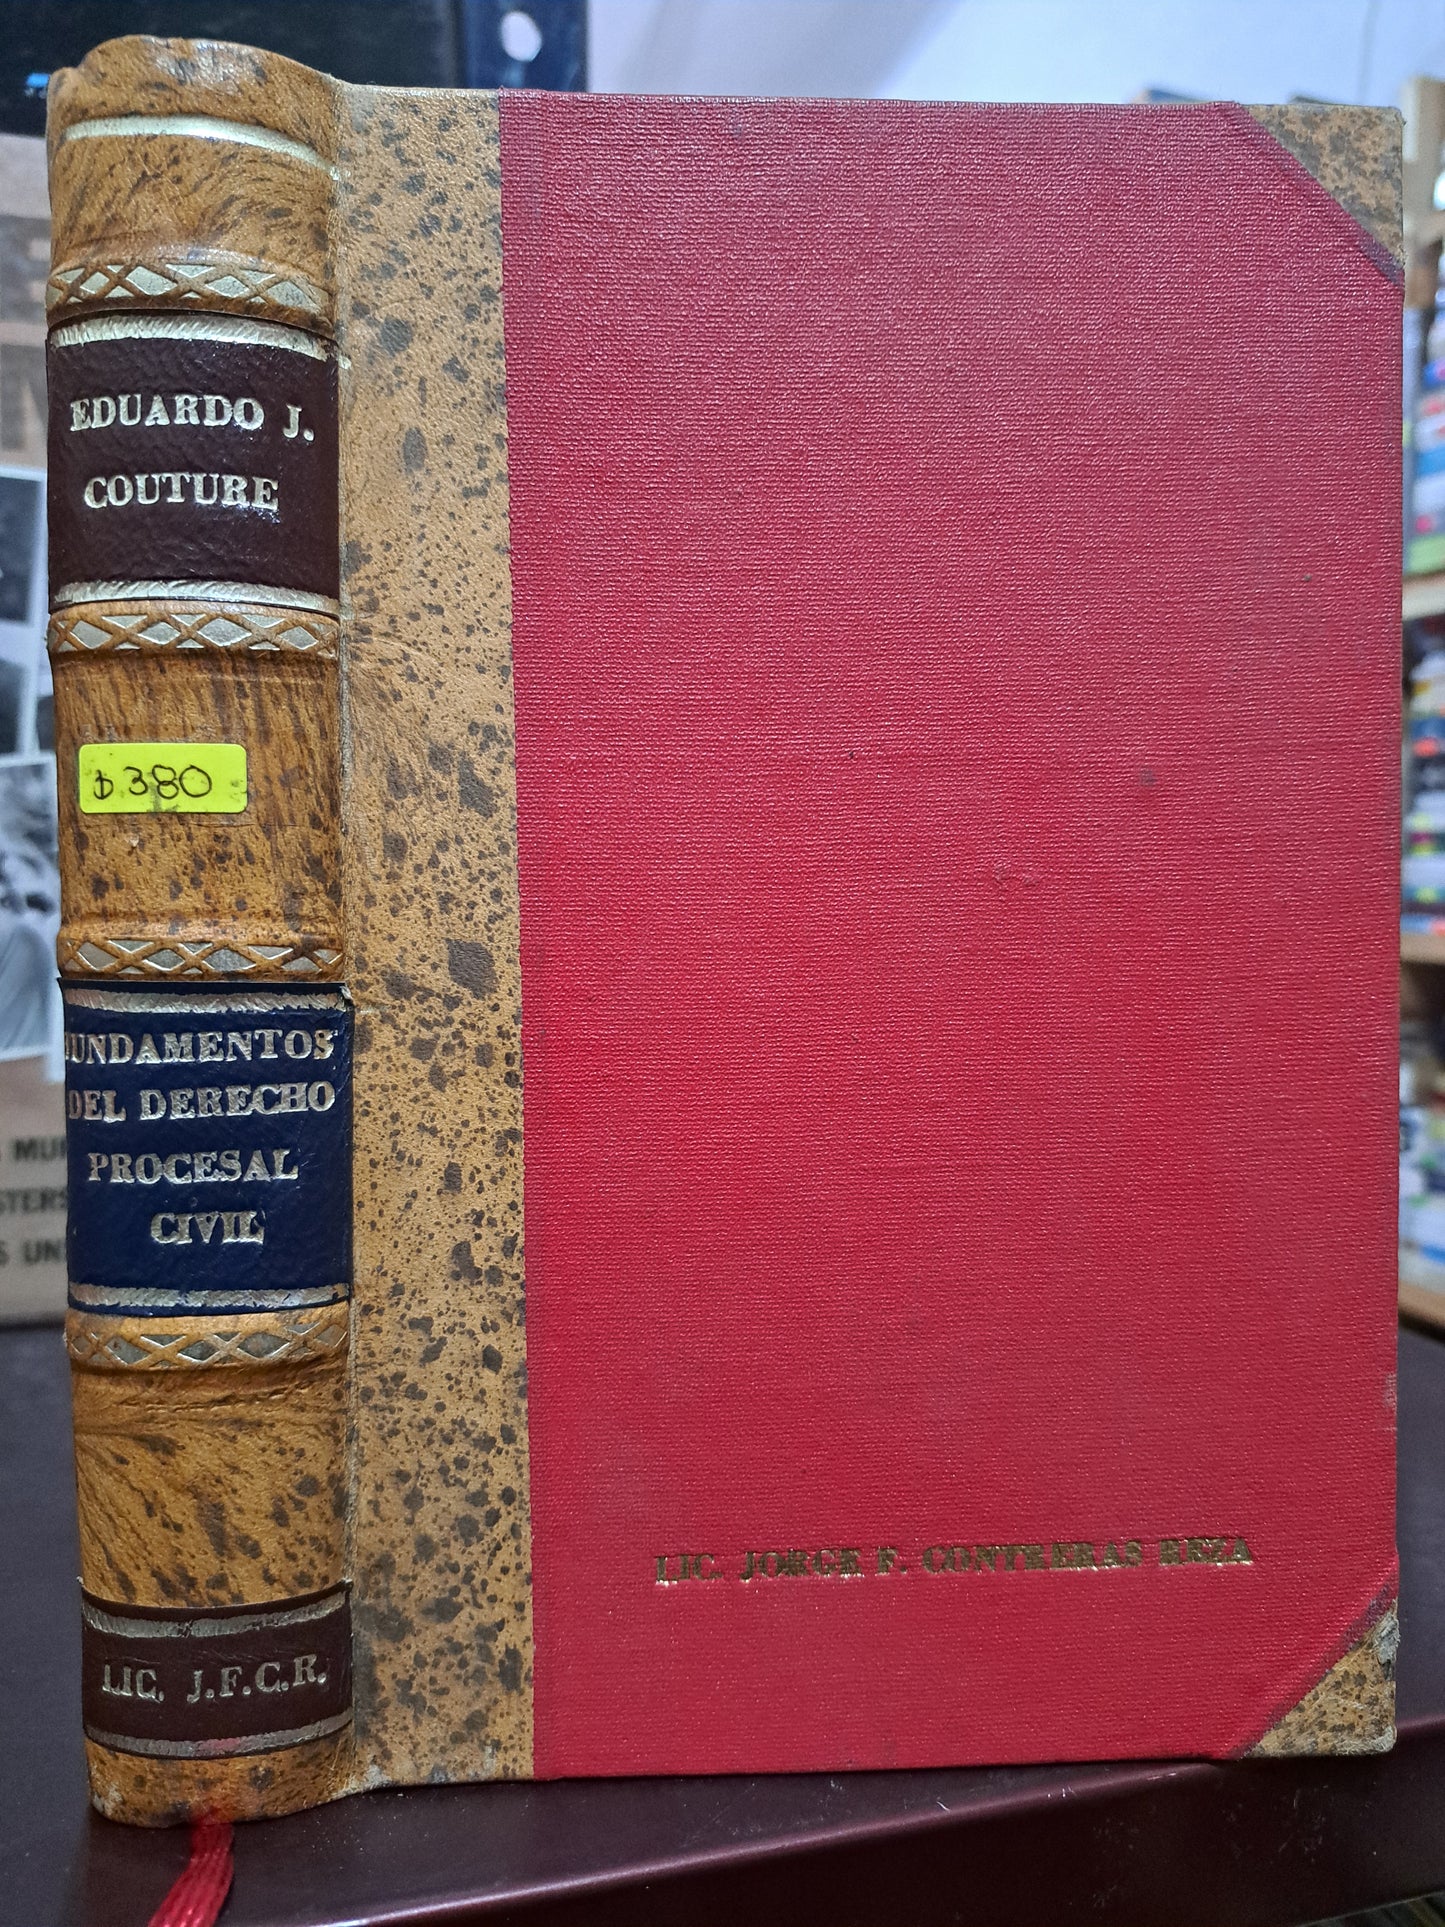 EDUARDO J.
COUTURE
$ 380
FUNDAMENTOS
DEL DERECHO
PROCESAL
CIVIL
LIC. J.F.C.R.
LIC. JORGE F. CONTRERAS REZA